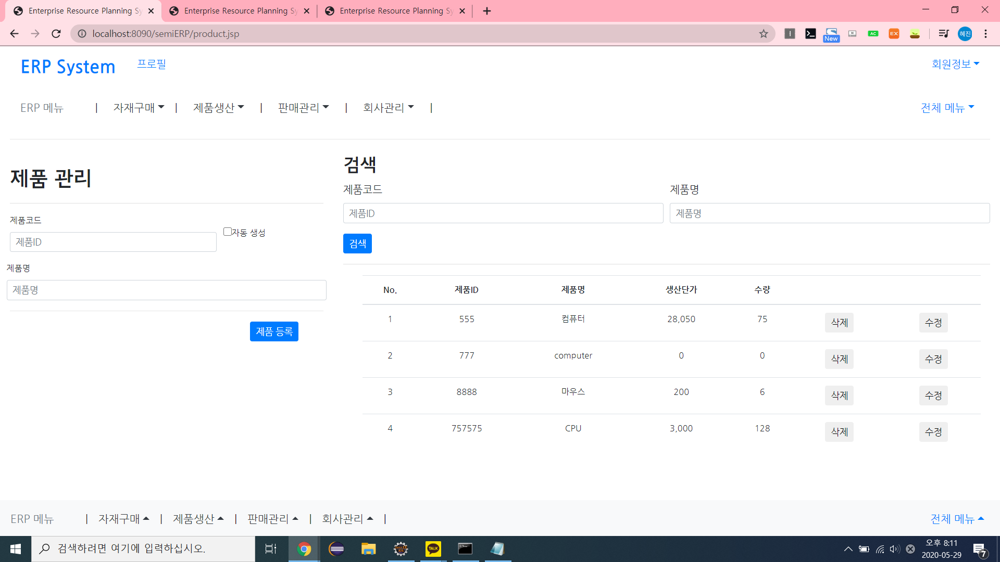 Enterprise Resource Planning Sy
Enterprise Resource Planning Sy
Enterprise Resource Planning Sy
localhost:8090/semiERP/product.jsp
New
AC
EX
혜진
ERP System
프로필
회원정보
ERP 메뉴 | 자재구매 | 제품생산 | 판매관리 | 회사관리 |
전체 메뉴
제품 관리
제품코드
제품ID
자동 생성
제품명
제품명
제품 등록
검색
제품코드 제품명
제품ID 제품명
검색
No. 제품ID 제품명 생산단가 수량
1 555 컴퓨터 28,050 75 삭제 수정
2 777 computer 0 0 삭제 수정
3 8888 마우스 200 6 삭제 수정
4 757575 CPU 3,000 128 삭제 수정
ERP 메뉴 | 자재구매 | 제품생산 | 판매관리 | 회사관리 |
전체 메뉴
검색하려면 여기에 입력하십시오.
TALK
오후 8:11
2020-05-29
7